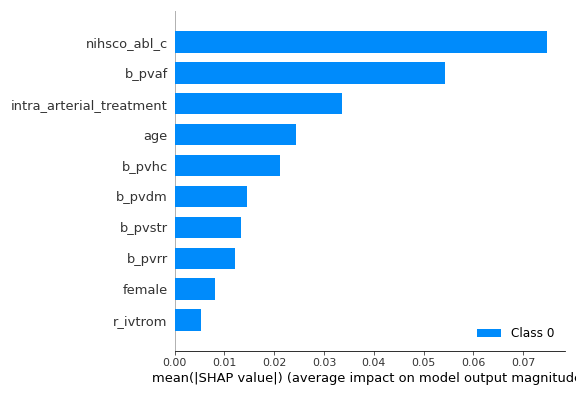 nihsco_abl_c
b_pvaf
intra_arterial_treatment
age
b_pvhc
b_pvdm
b_pvstr
b_pvrr
female
r_ivtrom
Class 0
0.00 0.01 0.02 0.03 0.04 0.05 0.06 0.07
mean(|SHAP value|) (average impact on model output magnitude